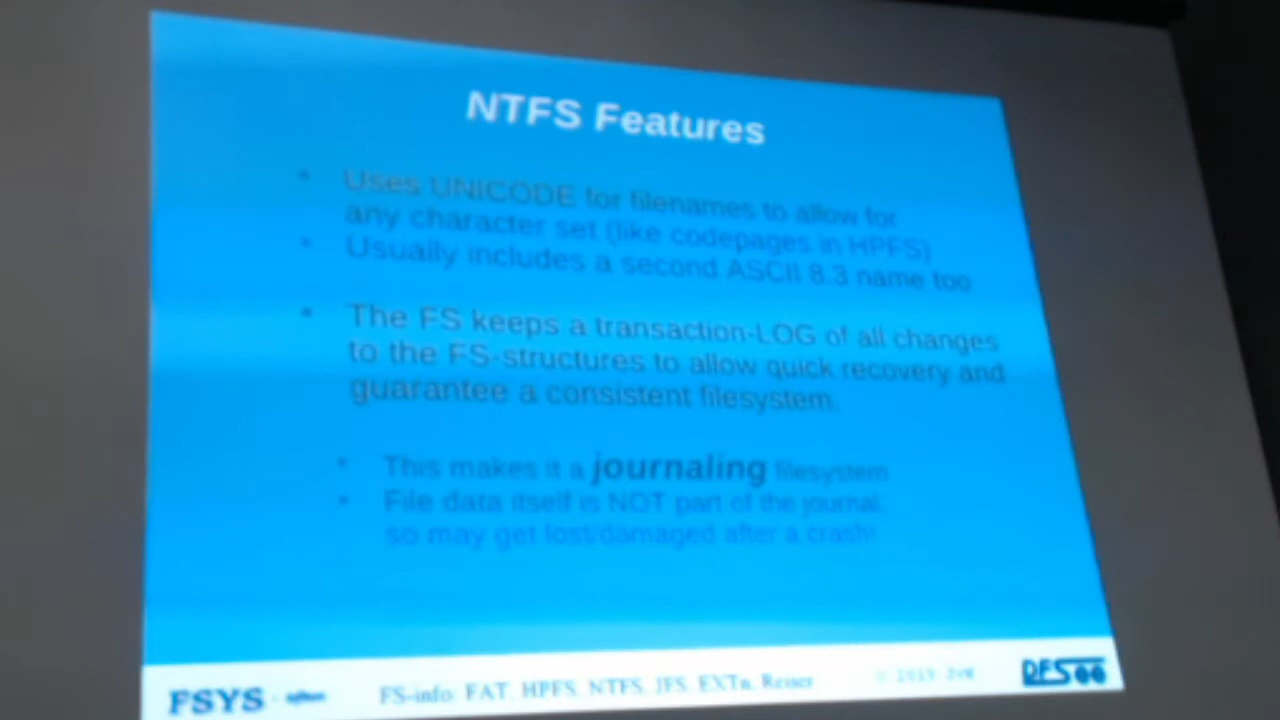 NTFS Features
• Uses UNICODE for filenames to allow for
any character set (like codepages in HPFS)
• Usually includes a second ASCII 8.3 name too
• The FS keeps a transaction-LOG of all changes
to the FS-structures to allow quick recovery and
guarantee a consistent filesystem.
• This makes it a journaling filesystem
• File data itself is NOT part of the journal,
so may get lost/damaged after a crash!
FSYS -
FS-info: FAT, HPFS, NTFS, JFS, EXTn, Reiser
DFSee